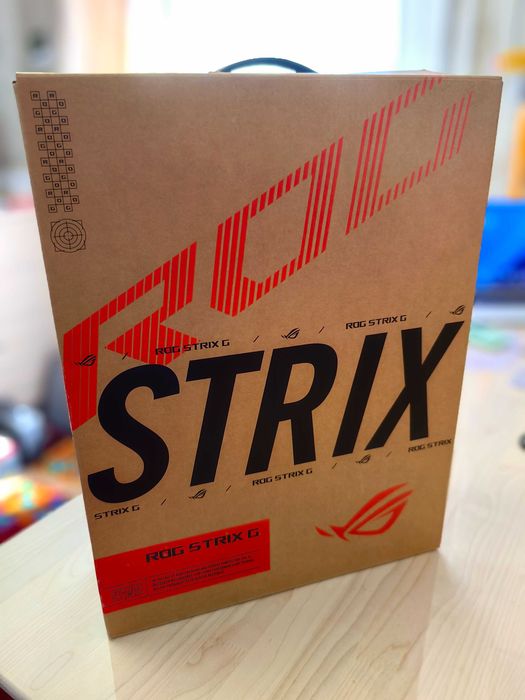 ROG
ROG STRIX G / / ROG STRIX G /
STRIX
STRIX G / / ROG STRIX G / / ROG STRIX
ROG STRIX G